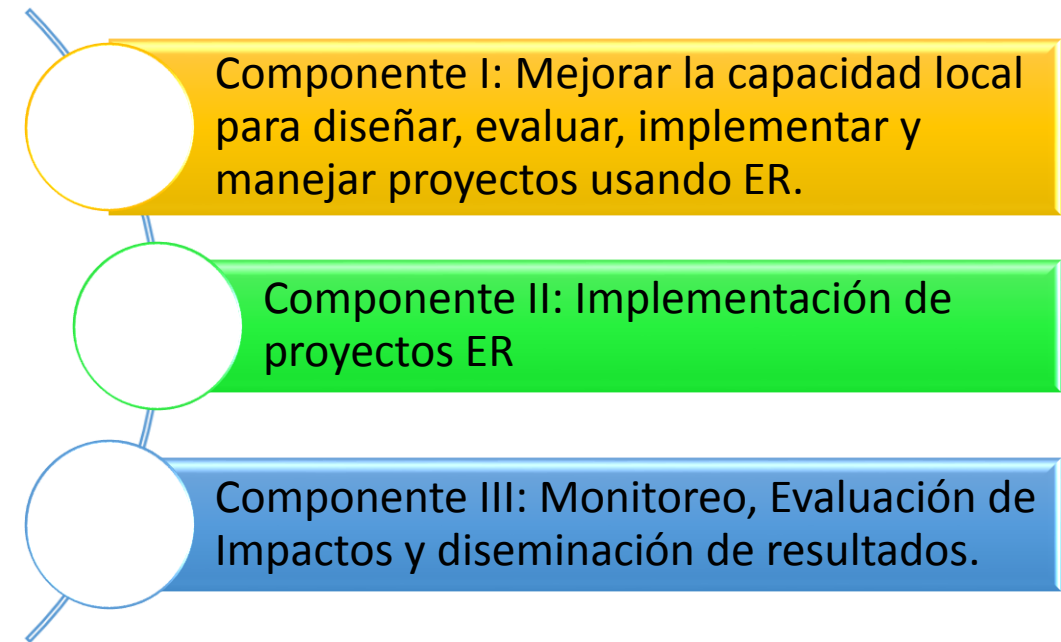 Componente I: Mejorar la capacidad local
para diseñar, evaluar, implementar y
manejar proyectos usando ER.
Componente II: Implementación de
proyectos ER
Componente III: Monitoreo, Evaluación de
Impactos y diseminación de resultados.